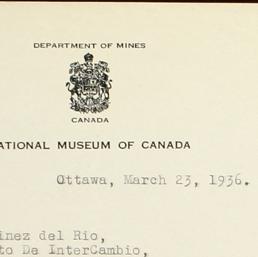 DEPARTMENT OF MINES
CANADA
ATIONAL MUSEUM OF CANADA
Ottawa, March 23, 1936.
inez del Rio,
to De InterCambio,